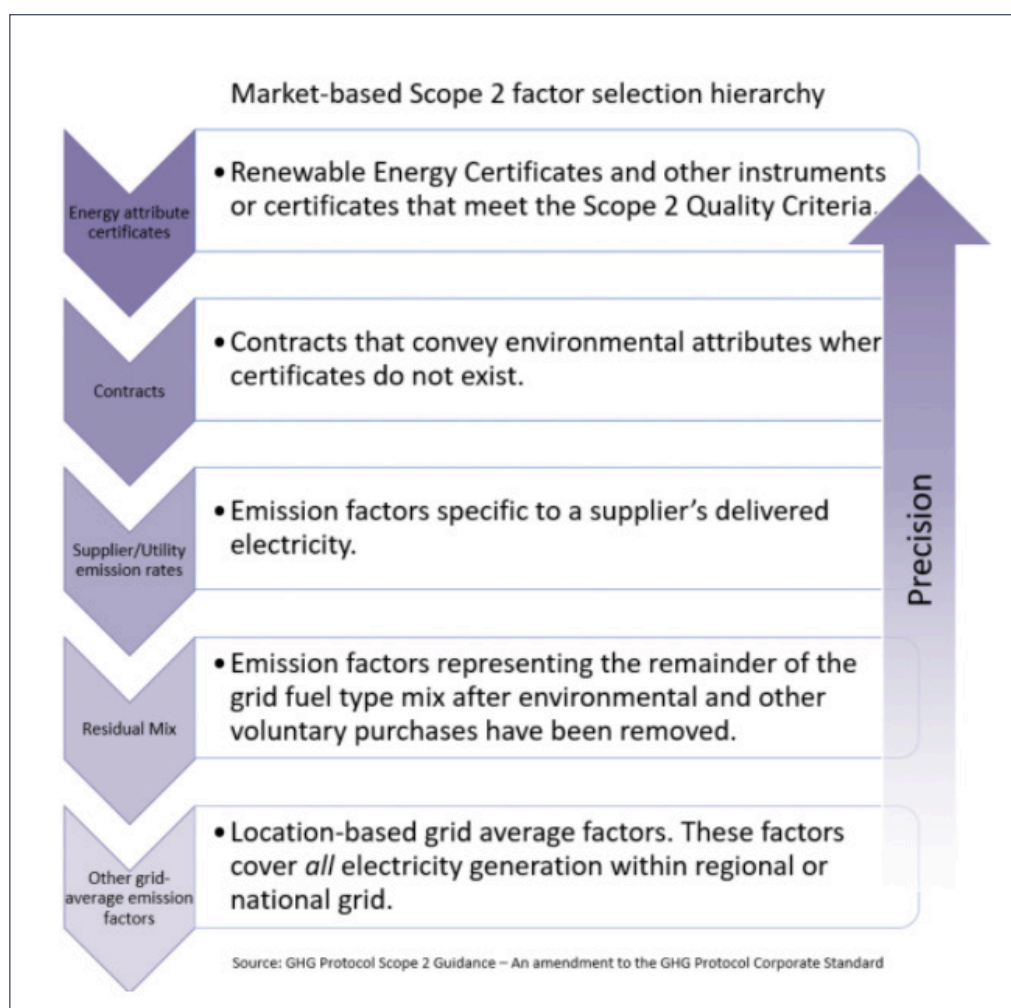 Market-based Scope 2 factor selection hierarchy
Energy attribute
certificates
• Renewable Energy Certificates and other instruments
or certificates that meet the Scope 2 Quality Criteria.
Contracts
• Contracts that convey environmental attributes wher
certificates do not exist.
Supplier/Utility
emission rates
• Emission factors specific to a supplier’s delivered
electricity.
Residual Mix
• Emission factors representing the remainder of the
grid fuel type mix after environmental and other
voluntary purchases have been removed.
Other grid-
average emission
factors
• Location-based grid average factors. These factors
cover all electricity generation within regional or
national grid.
Precision
Source: GHG Protocol Scope 2 Guidance – An amendment to the GHG Protocol Corporate Standard